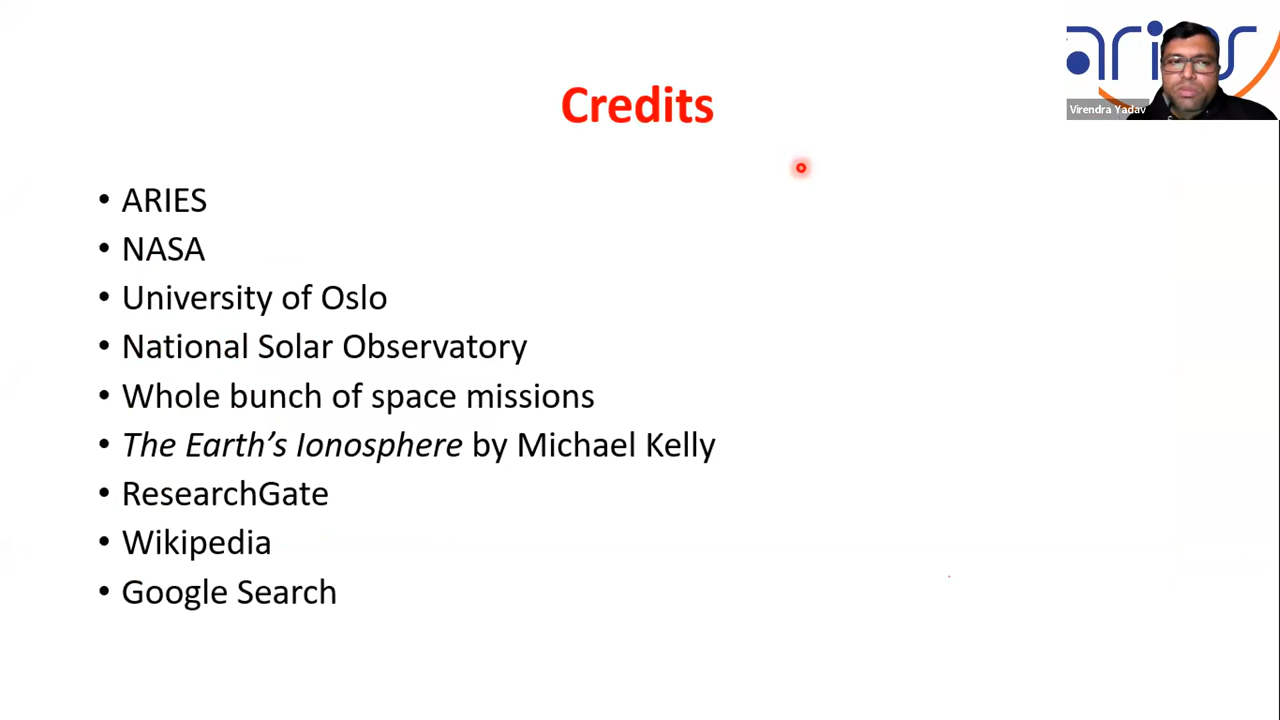 Credits
aries
Virendra Yadav
• ARIES
• NASA
• University of Oslo
• National Solar Observatory
• Whole bunch of space missions
• The Earth’s Ionosphere by Michael Kelly
• ResearchGate
• Wikipedia
• Google Search